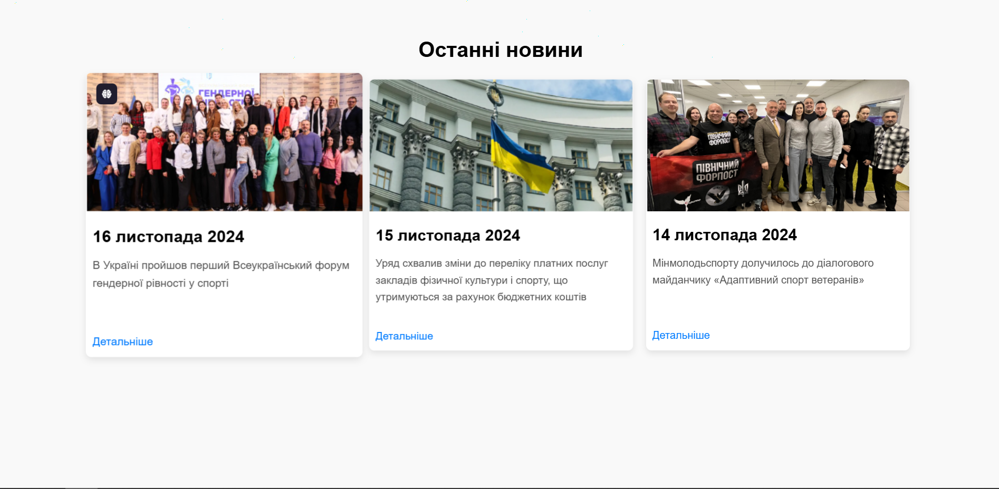 Останні новини
ГЕНДЕРНОЇ
16 листопада 2024
В Україні пройшов перший Всеукраїнський форум
гендерної рівності у спорті
Детальніше
15 листопада 2024
Уряд схвалив зміни до переліку платних послуг
закладів фізичної культури і спорту, що
утримуються за рахунок бюджетних коштів
Детальніше
ПІВНІЧНИЙ
ФОРПОСТ
ПІВНІЧНИЙ
ФОРПОСТ
14 листопада 2024
Мінмолодьспорту долучилось до діалогового
майданчику «Адаптивний спорт ветеранів»
Детальніше